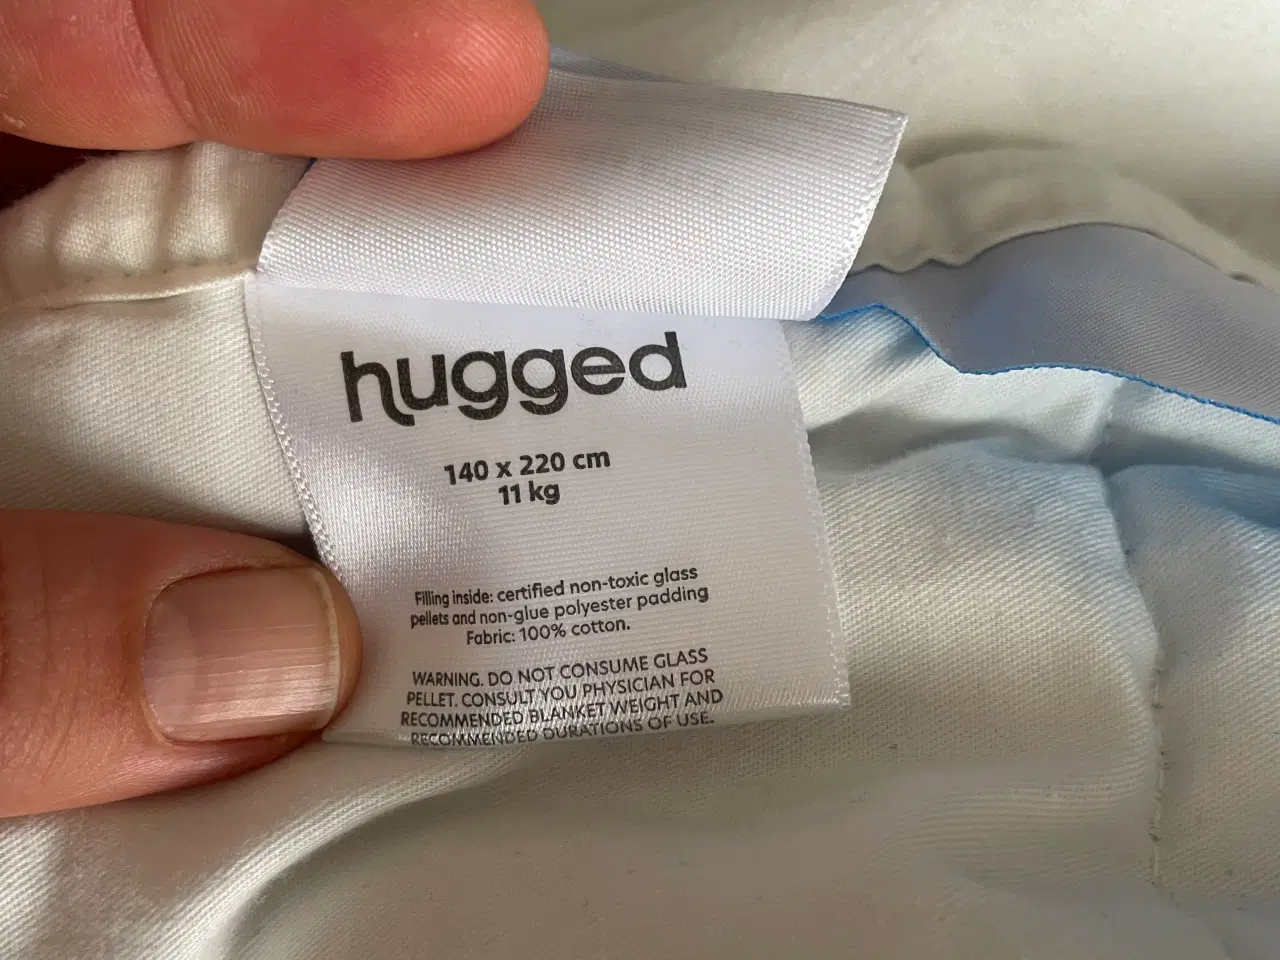 hugged
140 x 220 cm
11 kg
Filling inside: certified non-toxic glass
pellets and non-glue polyester padding
Fabric: 100% cotton.
WARNING. DO NOT CONSUME GLASS
PELLET. CONSULT YOU PHYSICIAN FOR
RECOMMENDED BLANKET WEIGHT AND
RECOMMENDED DURATIONS OF USE.